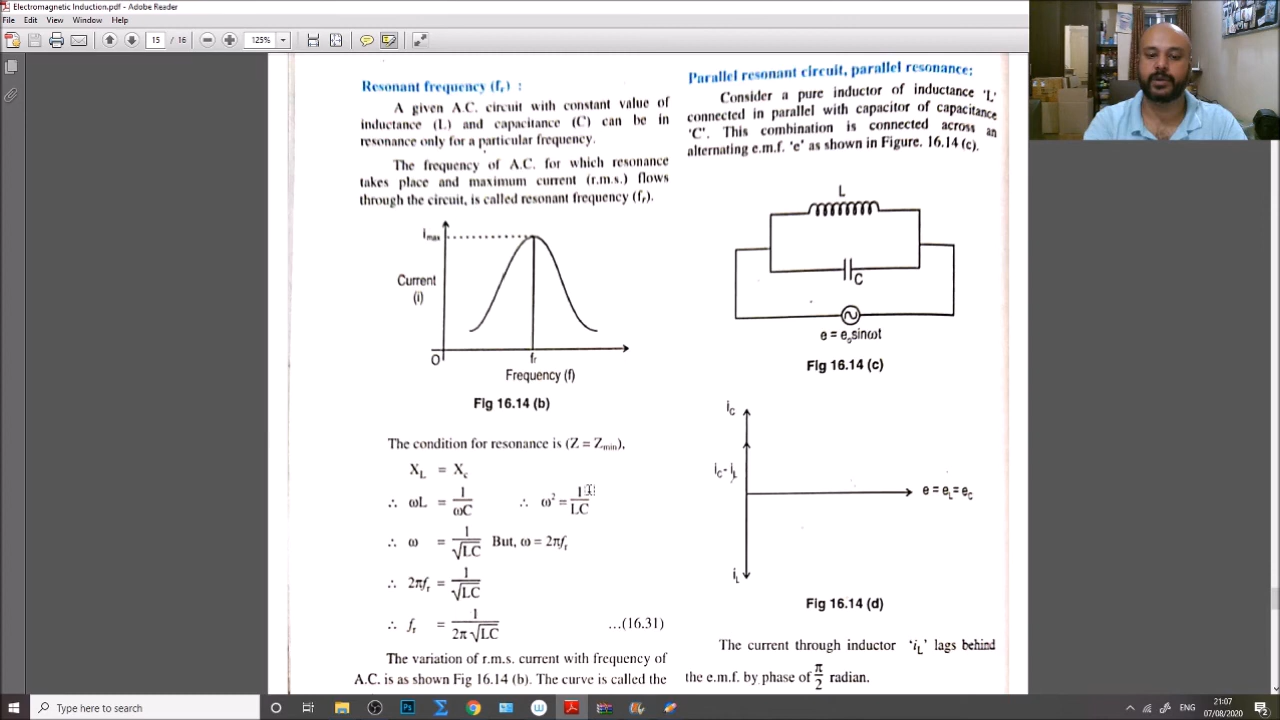 Electromagnetic Induction.pdf - Adobe Reader
File Edit View Window Help
15 / 16 125%
Resonant frequency (fr) :
A given A.C. circuit with constant value of
inductance (L) and capacitance (C) can be in
resonance only for a particular frequency.
The frequency of A.C. for which resonance
takes place and maximum current (r.m.s.) flows
through the circuit, is called resonant frequency (fr).
imax
Current
(i)
O
fr
Frequency (f)
Fig 16.14 (b)
The condition for resonance is (Z = Zmin),
XL = Xc
∴ ωL = 1/ωC ∴ ω² = 1/LC
∴ ω = 1/√LC But, ω = 2πfr
∴ 2πfr = 1/√LC
∴ fr = 1/2π√LC ...(16.31)
The variation of r.m.s. current with frequency of
A.C. is as shown Fig 16.14 (b). The curve is called the
Parallel resonant circuit, parallel resonance:
Consider a pure inductor of inductance 'L'
connected in parallel with capacitor of capacitance
'C'. This combination is connected across an
alternating e.m.f. 'e' as shown in Figure. 16.14 (c).
L
C
e = e₀sinωt
Fig 16.14 (c)
iC
iC - iL
e = eL = eC
iL
Fig 16.14 (d)
The current through inductor 'iL' lags behind
the e.m.f. by phase of π/2 radian.
Type here to search
ENG
21:07
07/08/2020